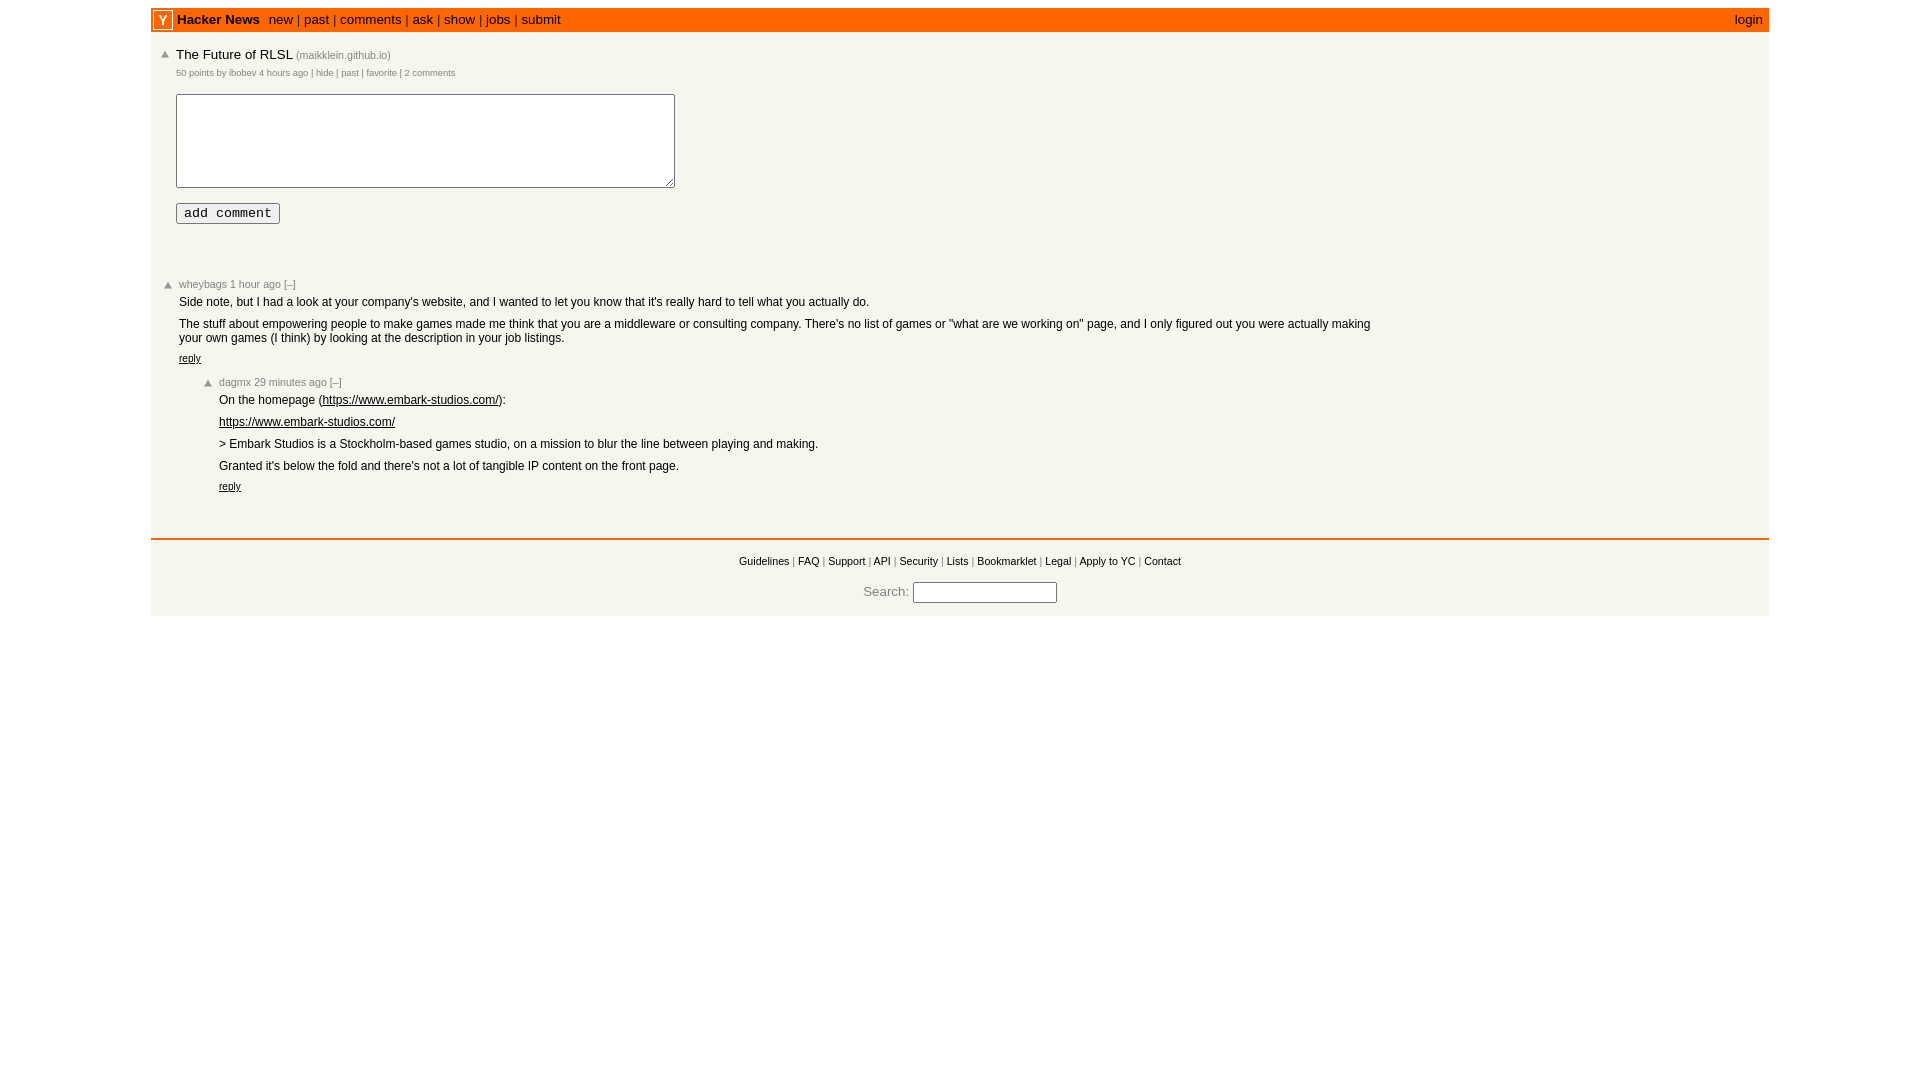 Y Hacker News new | past | comments | ask | show | jobs | submit login
The Future of RLSL (maikklein.github.io)
50 points by ibobev 4 hours ago | hide | past | favorite | 2 comments
add comment
wheybags 1 hour ago [–]
Side note, but I had a look at your company's website, and I wanted to let you know that it's really hard to tell what you actually do.
The stuff about empowering people to make games made me think that you are a middleware or consulting company. There's no list of games or "what are we working on" page, and I only figured out you were actually making
your own games (I think) by looking at the description in your job listings.
reply
dagmx 29 minutes ago [–]
On the homepage (https://www.embark-studios.com/):
https://www.embark-studios.com/
> Embark Studios is a Stockholm-based games studio, on a mission to blur the line between playing and making.
Granted it's below the fold and there's not a lot of tangible IP content on the front page.
reply
Guidelines | FAQ | Support | API | Security | Lists | Bookmarklet | Legal | Apply to YC | Contact
Search: